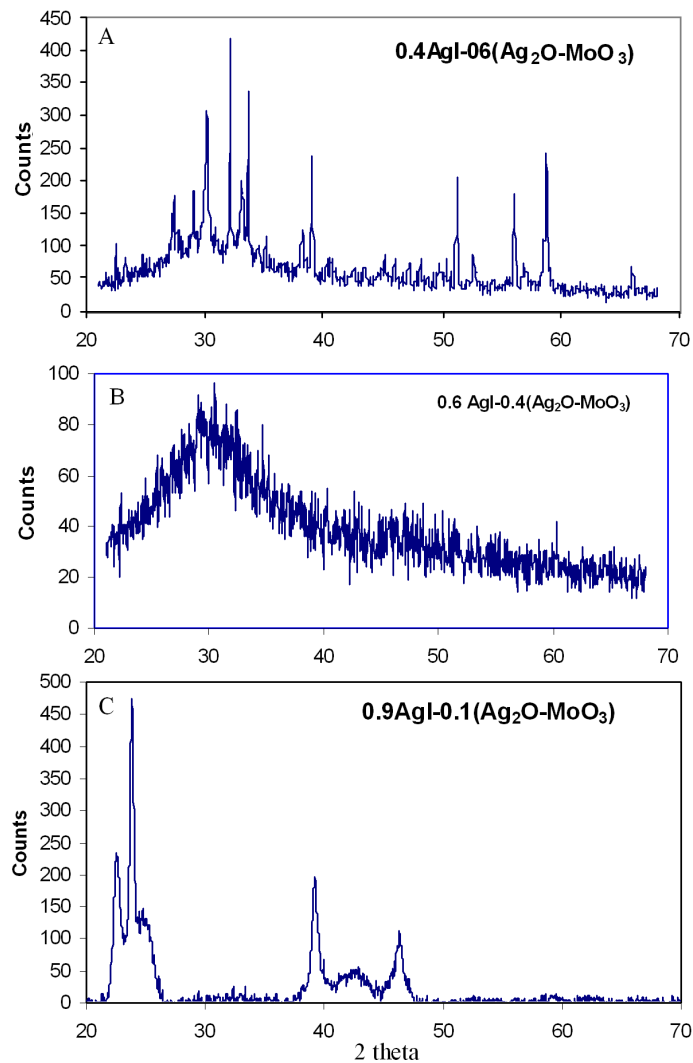 A
0.4AgI-06(Ag₂O-MoO₃)
Counts
450
400
350
300
250
200
150
100
50
0
20 30 40 50 60 70
B
0.6 AgI-0.4(Ag₂O-MoO₃)
Counts
100
80
60
40
20
0
20 30 40 50 60 70
C
0.9AgI-0.1(Ag₂O-MoO₃)
Counts
500
450
400
350
300
250
200
150
100
50
0
20 30 40 50 60 70
2 theta